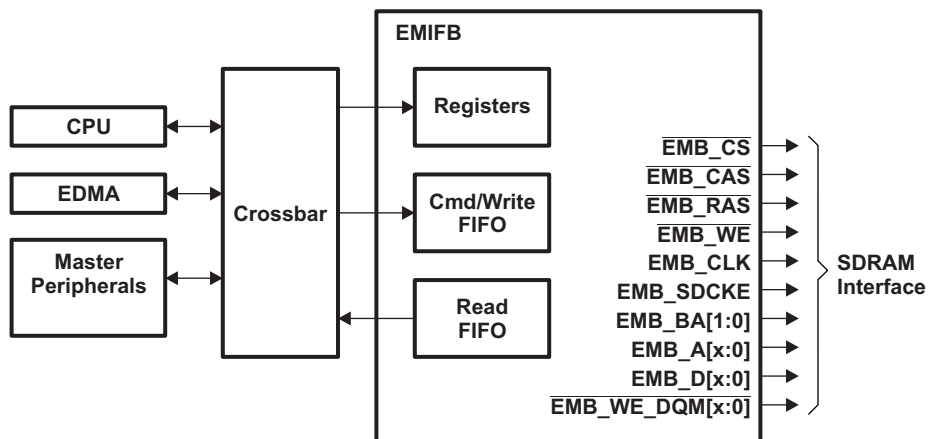 EMIFB
Registers
CPU
EDMA
Master
Peripherals
Crossbar
Cmd/Write
FIFO
Read
FIFO
EMB_CS
EMB_CAS
EMB_RAS
EMB_WE
EMB_CLK
EMB_SDCKE
EMB_BA[1:0]
EMB_A[x:0]
EMB_D[x:0]
EMB_WE_DQM[x:0]
SDRAM
Interface